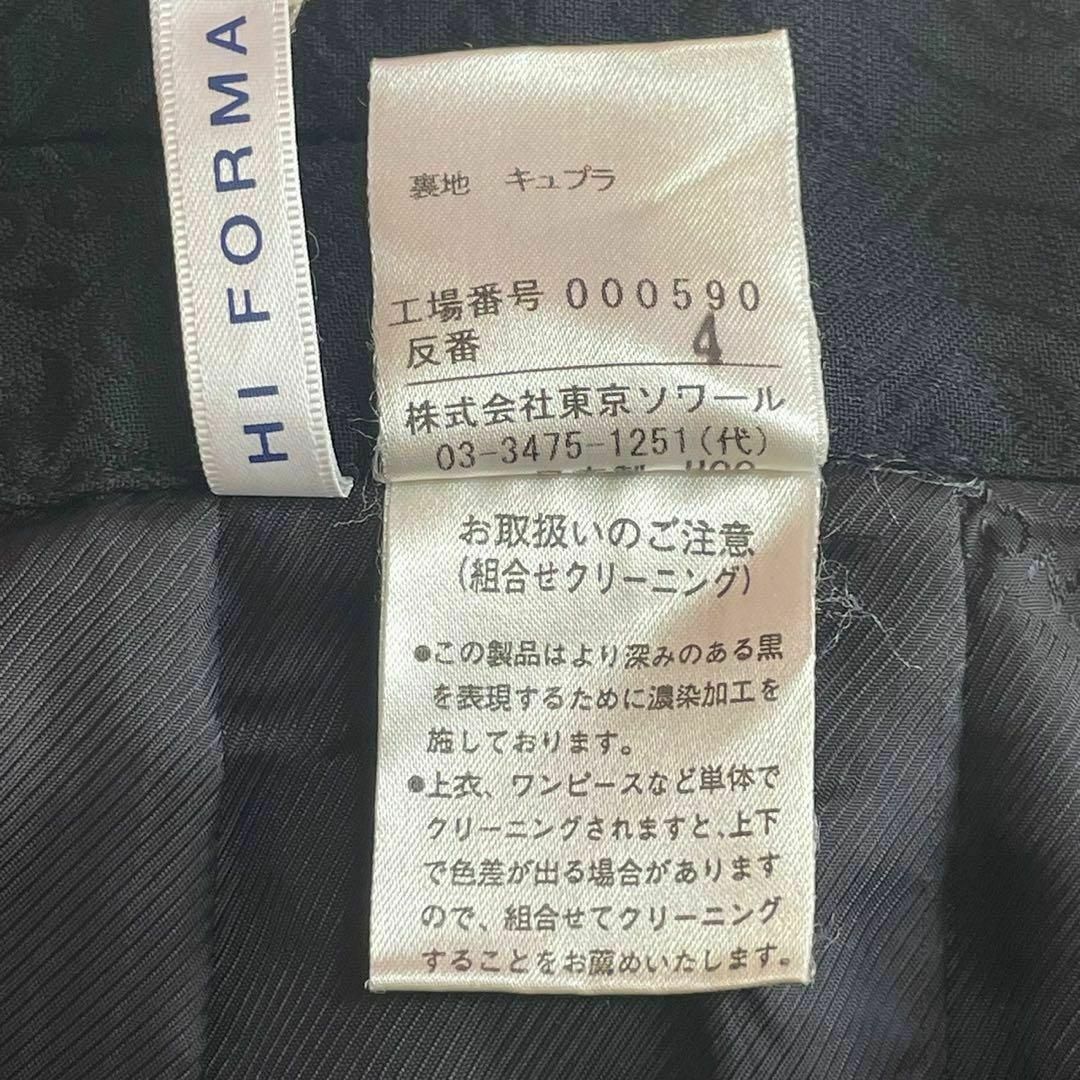 HI FORMA
裏地 キュプラ
工場番号 000590
反番 4
株式会社東京ソワール
03-3475-1251(代)
お取扱いのご注意
(組合せクリーニング)
●この製品はより深みのある黒
を表現するために濃染加工を
施しております。
●上衣、ワンピースなど単体で
クリーニングされますと、上下
で色差が出る場合があります
ので、組合せてクリーニング
することをお薦めいたします。